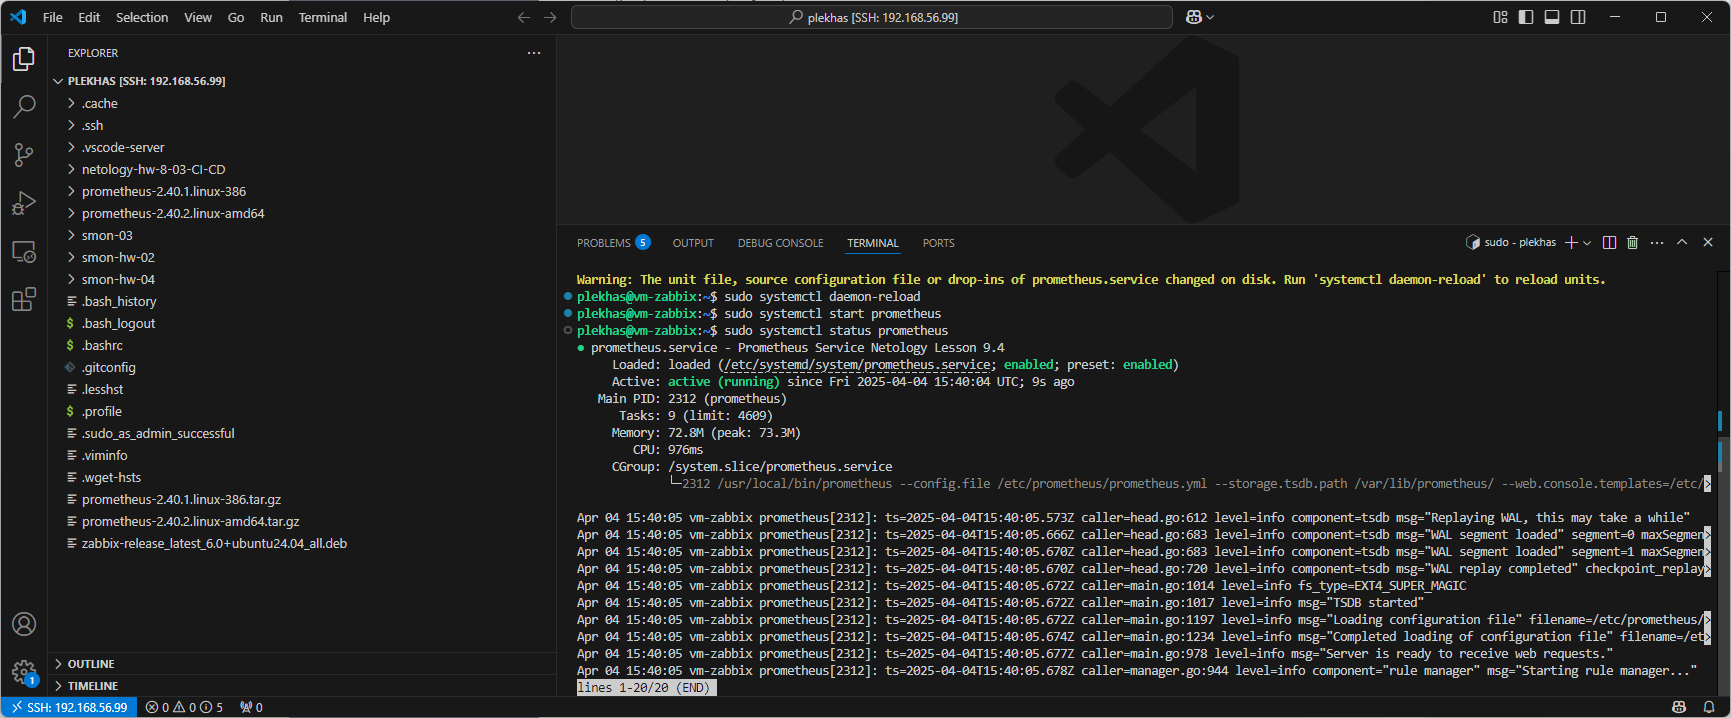 File Edit Selection View Go Run Terminal Help
plekhas [SSH: 192.168.56.99]
EXPLORER
PLEKHAS [SSH: 192.168.56.99]
.cache
.ssh
.vscode-server
netology-hw-8-03-CI-CD
prometheus-2.40.1.linux-386
prometheus-2.40.2.linux-amd64
smon-03
smon-hw-02
smon-hw-04
.bash_history
.bash_logout
.bashrc
.gitconfig
.lesshst
.profile
.sudo_as_admin_successful
.viminfo
.wget-hsts
prometheus-2.40.1.linux-386.tar.gz
prometheus-2.40.2.linux-amd64.tar.gz
zabbix-release_latest_6.0+ubuntu24.04_all.deb
OUTLINE
TIMELINE
1
PROBLEMS 5 OUTPUT DEBUG CONSOLE TERMINAL PORTS
sudo - plekhas
Warning: The unit file, source configuration file or drop-ins of prometheus.service changed on disk. Run 'systemctl daemon-reload' to reload units.
plekhas@vm-zabbix:~$ sudo systemctl daemon-reload
plekhas@vm-zabbix:~$ sudo systemctl start prometheus
plekhas@vm-zabbix:~$ sudo systemctl status prometheus
● prometheus.service - Prometheus Service Netology Lesson 9.4
Loaded: loaded (/etc/systemd/system/prometheus.service; enabled; preset: enabled)
Active: active (running) since Fri 2025-04-04 15:40:04 UTC; 9s ago
Main PID: 2312 (prometheus)
Tasks: 9 (limit: 4609)
Memory: 72.8M (peak: 73.3M)
CPU: 976ms
CGroup: /system.slice/prometheus.service
└─2312 /usr/local/bin/prometheus --config.file /etc/prometheus/prometheus.yml --storage.tsdb.path /var/lib/prometheus/ --web.console.templates=/etc/>
Apr 04 15:40:05 vm-zabbix prometheus[2312]: ts=2025-04-04T15:40:05.573Z caller=head.go:612 level=info component=tsdb msg="Replaying WAL, this may take a while"
Apr 04 15:40:05 vm-zabbix prometheus[2312]: ts=2025-04-04T15:40:05.666Z caller=head.go:683 level=info component=tsdb msg="WAL segment loaded" segment=0 maxSegmen>
Apr 04 15:40:05 vm-zabbix prometheus[2312]: ts=2025-04-04T15:40:05.670Z caller=head.go:683 level=info component=tsdb msg="WAL segment loaded" segment=1 maxSegmen>
Apr 04 15:40:05 vm-zabbix prometheus[2312]: ts=2025-04-04T15:40:05.670Z caller=head.go:720 level=info component=tsdb msg="WAL replay completed" checkpoint_replay>
Apr 04 15:40:05 vm-zabbix prometheus[2312]: ts=2025-04-04T15:40:05.672Z caller=main.go:1014 level=info fs_type=EXT4_SUPER_MAGIC
Apr 04 15:40:05 vm-zabbix prometheus[2312]: ts=2025-04-04T15:40:05.672Z caller=main.go:1017 level=info msg="TSDB started"
Apr 04 15:40:05 vm-zabbix prometheus[2312]: ts=2025-04-04T15:40:05.672Z caller=main.go:1197 level=info msg="Loading configuration file" filename=/etc/prometheus/>
Apr 04 15:40:05 vm-zabbix prometheus[2312]: ts=2025-04-04T15:40:05.674Z caller=main.go:1234 level=info msg="Completed loading of configuration file" filename=/et>
Apr 04 15:40:05 vm-zabbix prometheus[2312]: ts=2025-04-04T15:40:05.677Z caller=main.go:978 level=info msg="Server is ready to receive web requests."
Apr 04 15:40:05 vm-zabbix prometheus[2312]: ts=2025-04-04T15:40:05.678Z caller=manager.go:944 level=info component="rule manager" msg="Starting rule manager..."
lines 1-20/20 (END)
SSH: 192.168.56.99 0 0 5 0